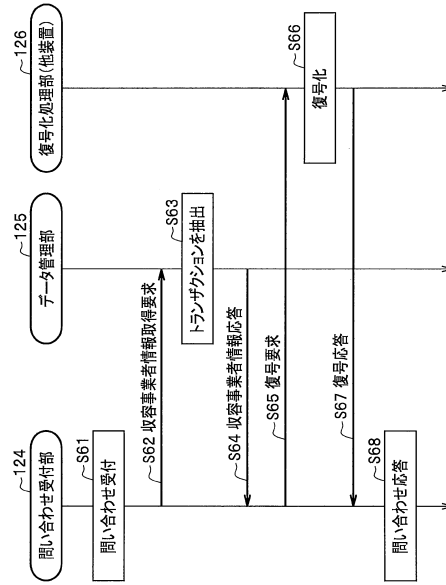 124
問い合わせ受付部
125
データ管理部
126
復号化処理部(他装置)
S61
問い合わせ受付
S62 収容事業者情報取得要求
S63
トランザクションを抽出
S64 収容事業者情報応答
S65 復号要求
S66
復号化
S67 復号応答
S68
問い合わせ応答